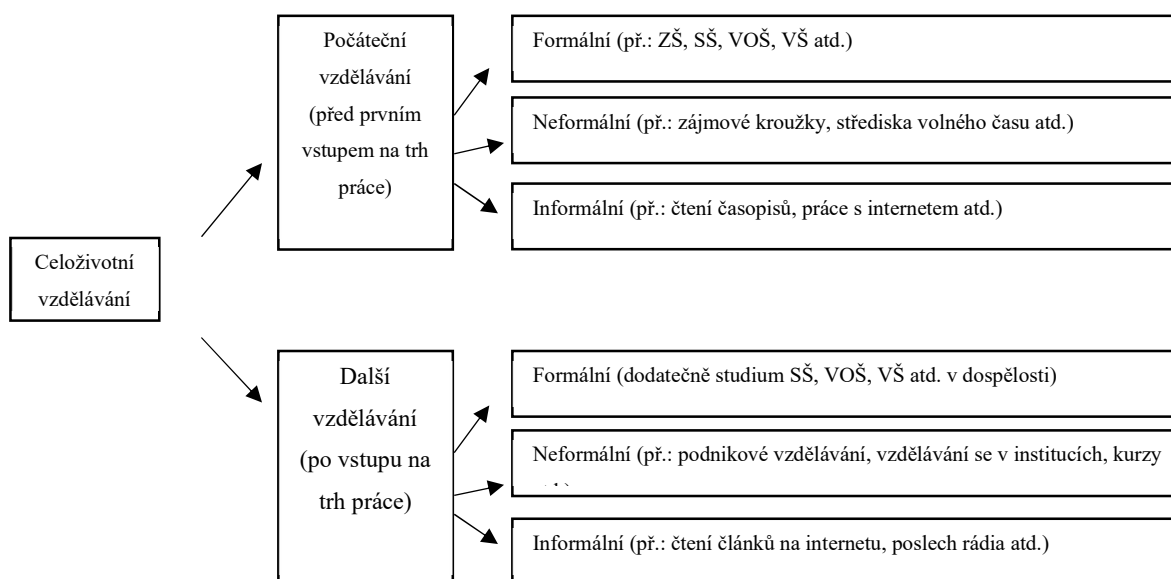 Celoživotní
vzdělávání
Počáteční
vzdělávání
(před prvním
vstupem na trh
práce)
Formální (př.: ZŠ, SŠ, VOŠ, VŠ atd.)
Neformální (př.: zájmové kroužky, střediska volného času atd.)
Informální (př.: čtení časopisů, práce s internetem atd.)
Další
vzdělávání
(po vstupu na
trh práce)
Formální (dodatečně studium SŠ, VOŠ, VŠ atd. v dospělosti)
Neformální (př.: podnikové vzdělávání, vzdělávání se v institucích, kurzy
Informální (př.: čtení článků na internetu, poslech rádia atd.)